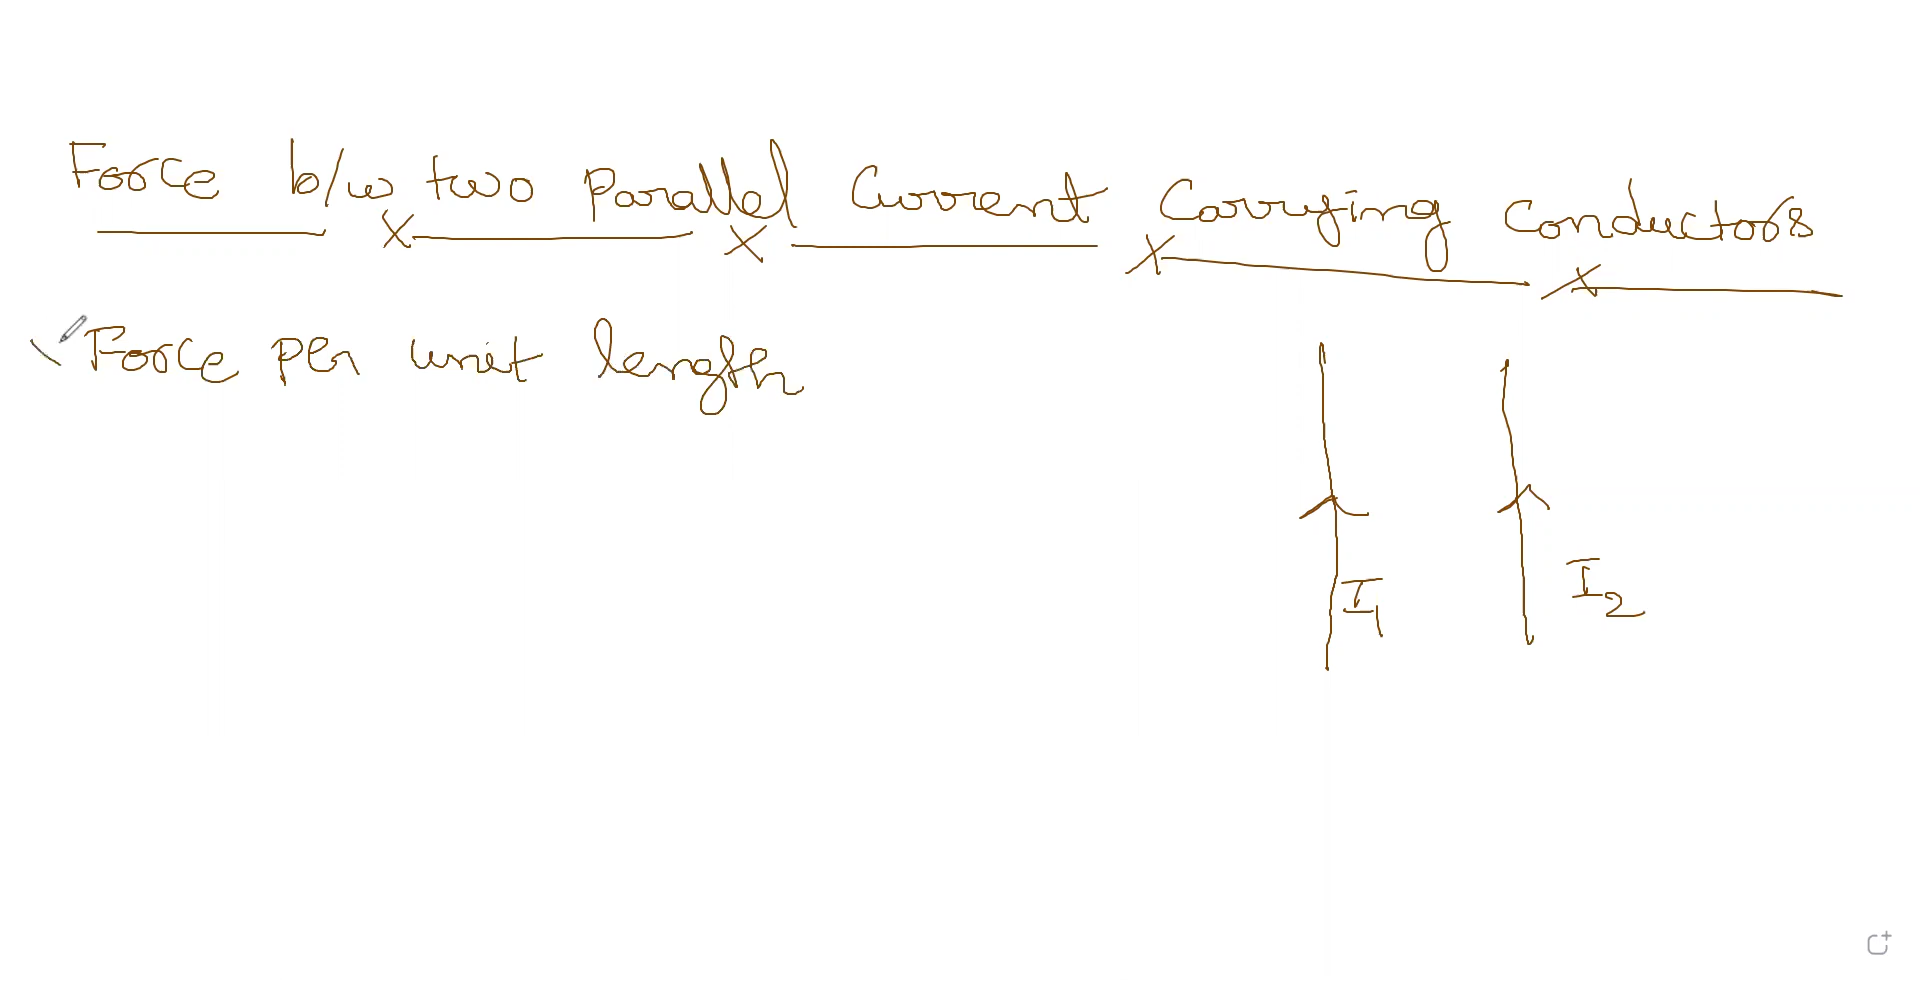 Force b/w two Parallel Current Carrying Conductors
Force per unit length
I1
I2